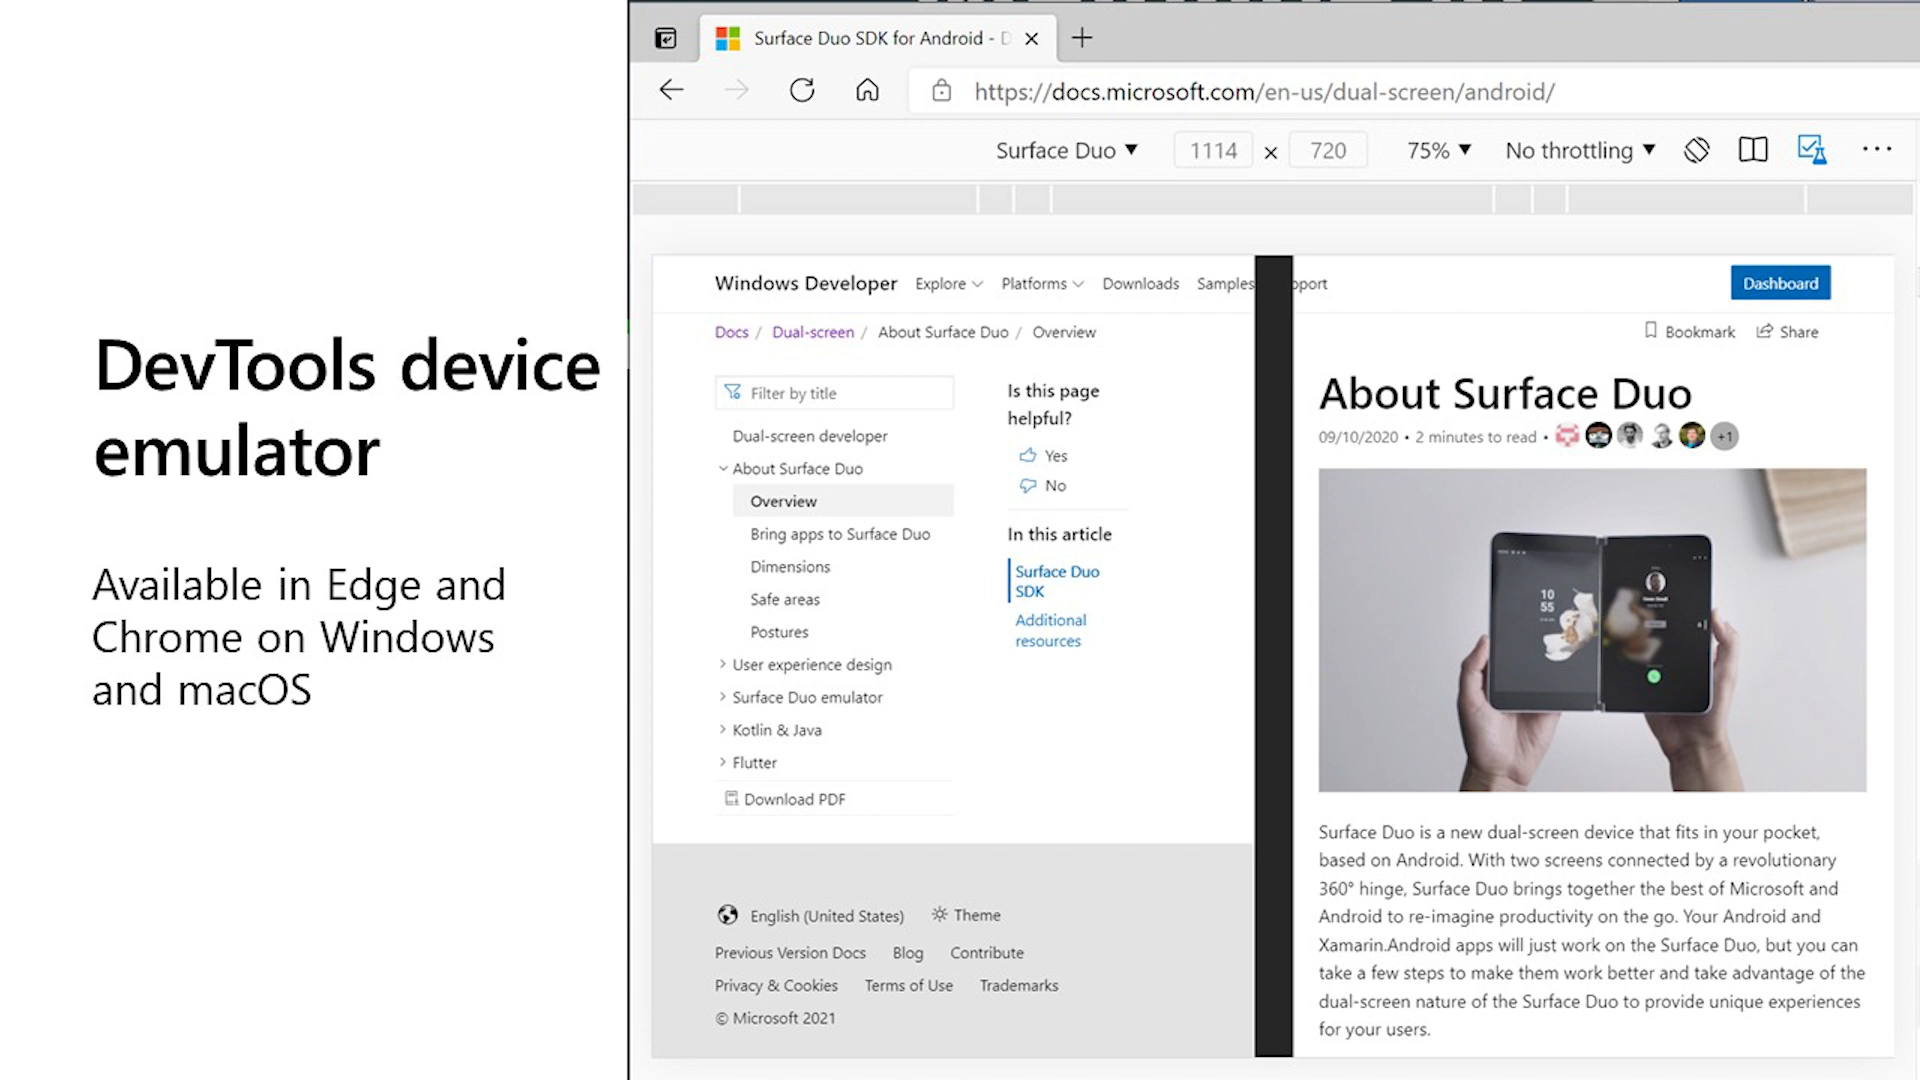 DevTools device
emulator
Available in Edge and
Chrome on Windows
and macOS
Surface Duo SDK for Android - D
https://docs.microsoft.com/en-us/dual-screen/android/
Surface Duo 1114 × 720 75% No throttling
Windows Developer Explore Platforms Downloads Samples pport Dashboard
Docs / Dual-screen / About Surface Duo / Overview
Bookmark Share
Filter by title
Dual-screen developer
About Surface Duo
Overview
Bring apps to Surface Duo
Dimensions
Safe areas
Postures
User experience design
Surface Duo emulator
Kotlin & Java
Flutter
Download PDF
Is this page
helpful?
Yes
No
In this article
Surface Duo
SDK
Additional
resources
English (United States) Theme
Previous Version Docs Blog Contribute
Privacy & Cookies Terms of Use Trademarks
© Microsoft 2021
About Surface Duo
09/10/2020 • 2 minutes to read • +1
10
55
Surface Duo is a new dual-screen device that fits in your pocket,
based on Android. With two screens connected by a revolutionary
360° hinge, Surface Duo brings together the best of Microsoft and
Android to re-imagine productivity on the go. Your Android and
Xamarin.Android apps will just work on the Surface Duo, but you can
take a few steps to make them work better and take advantage of the
dual-screen nature of the Surface Duo to provide unique experiences
for your users.